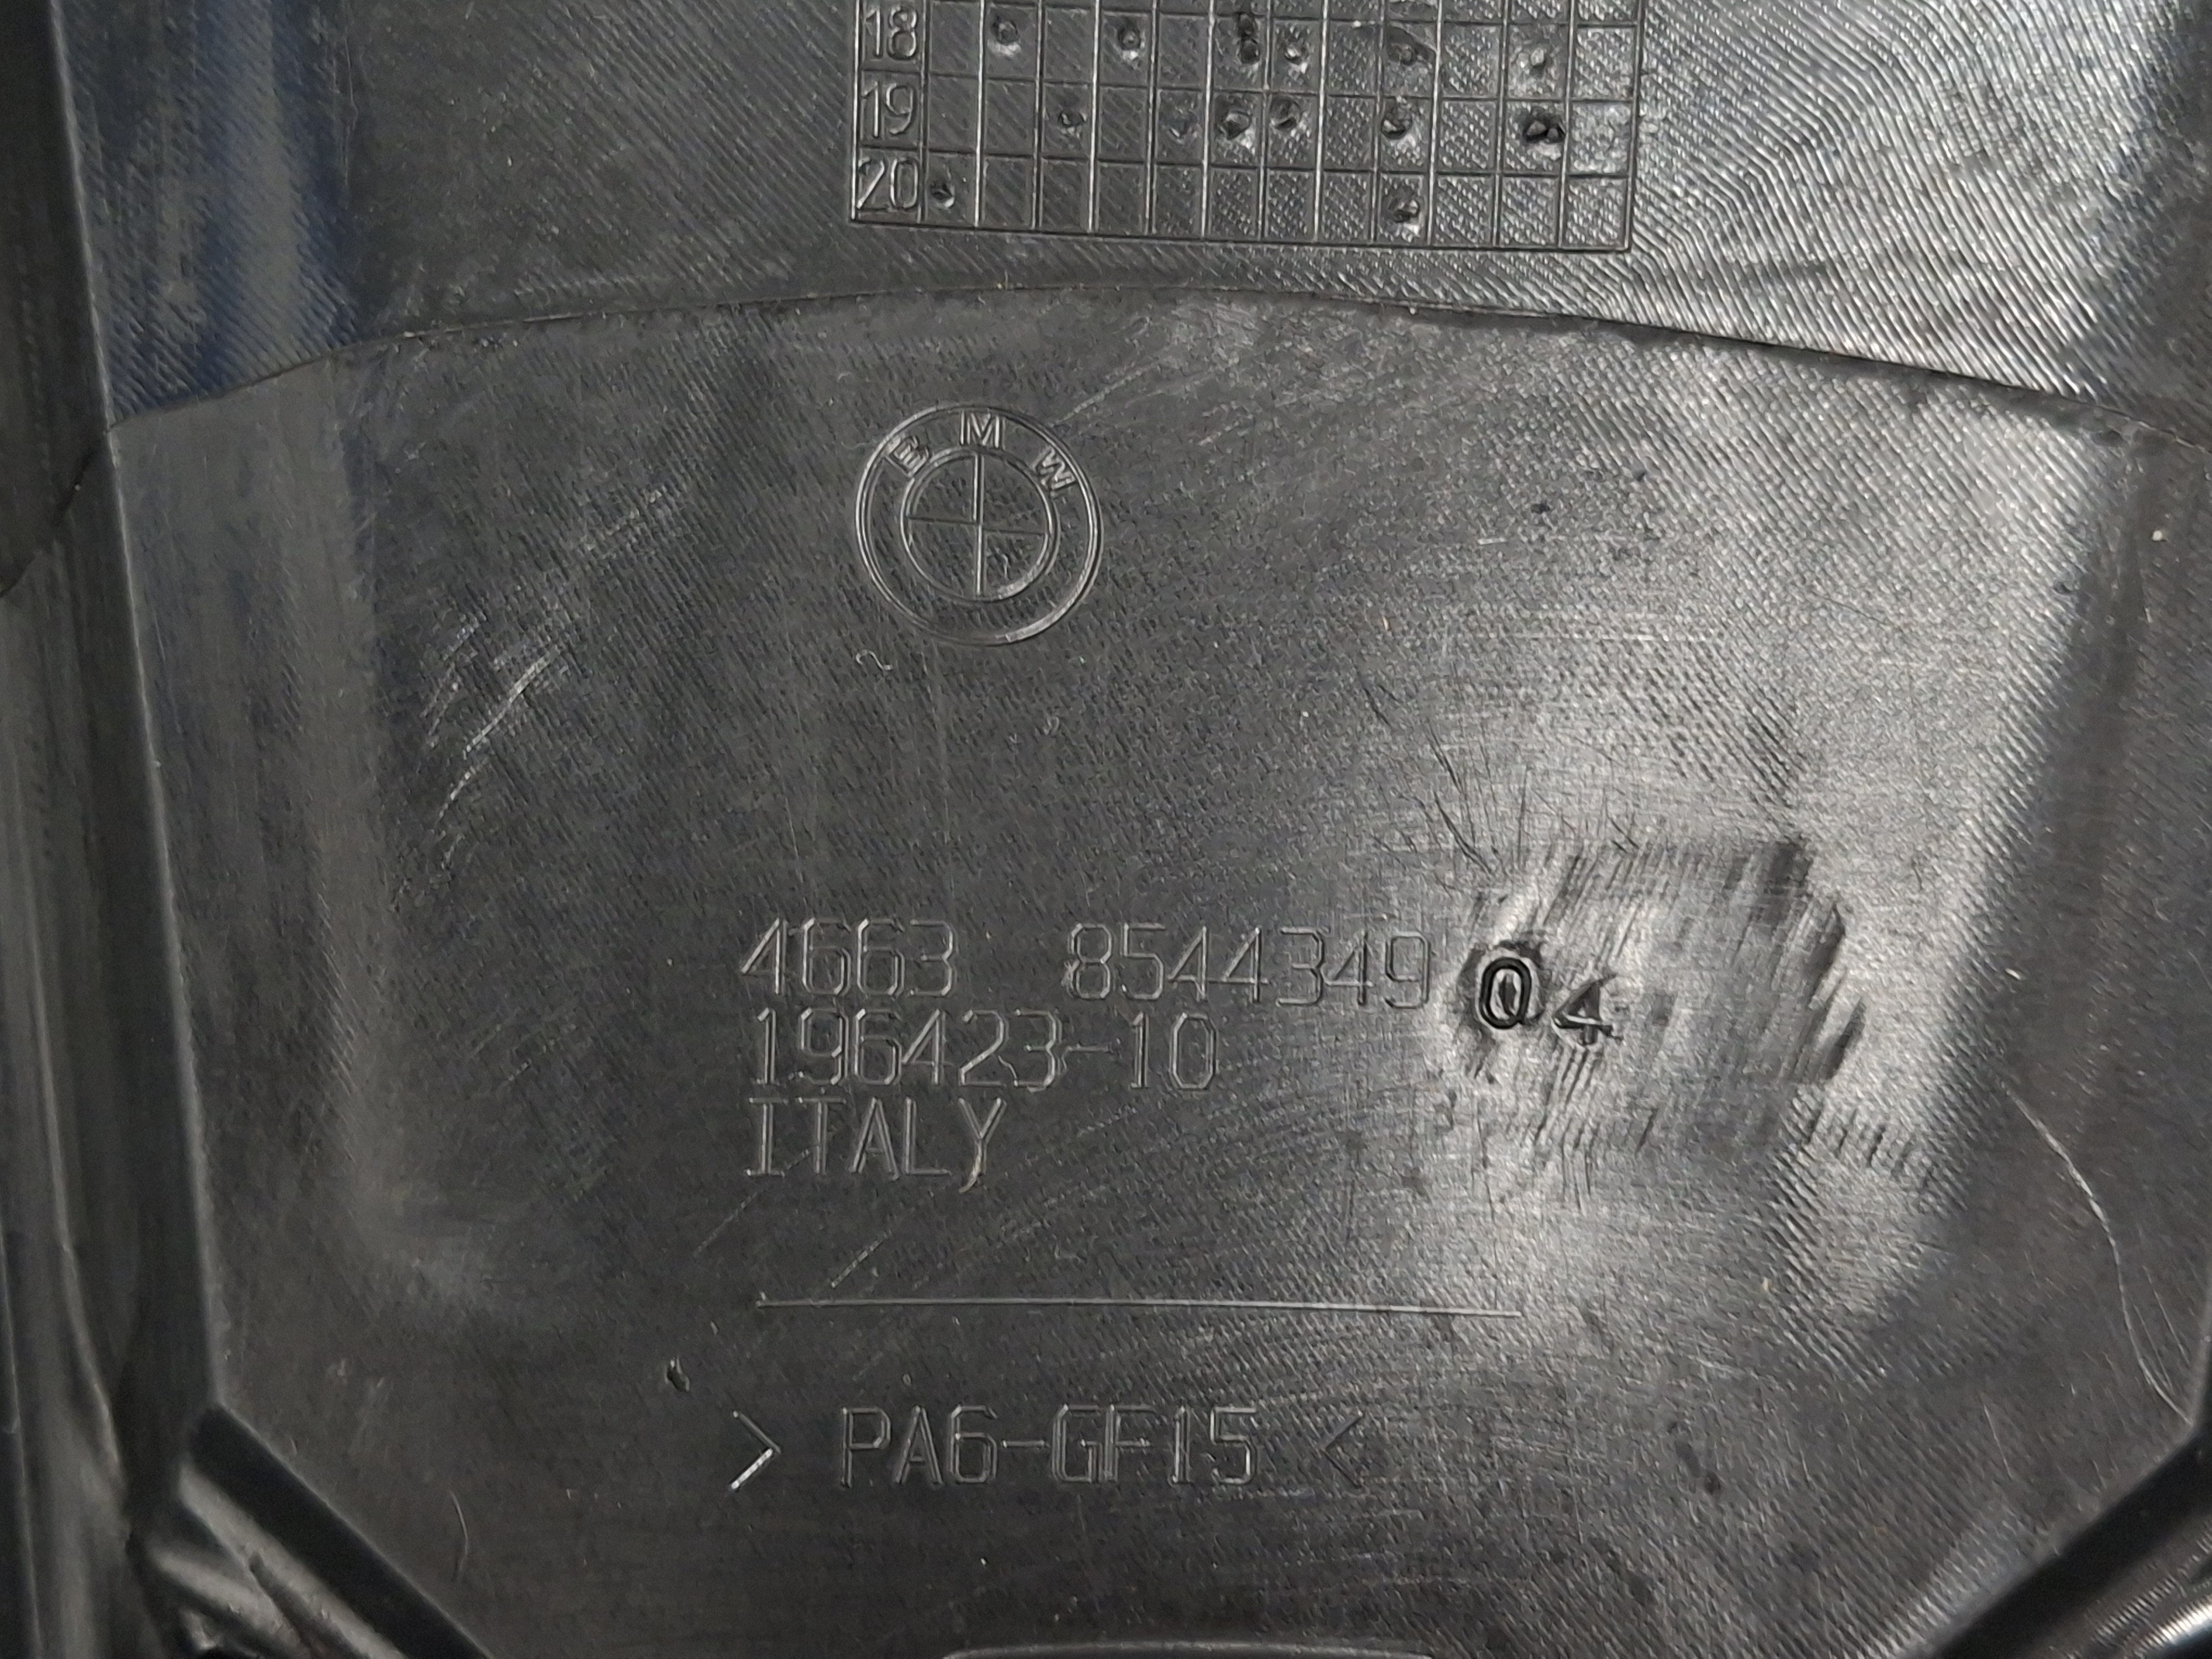 18
19
20
BMW
4663 8544349 04
196423-10
ITALY
> PA6-GF15 <